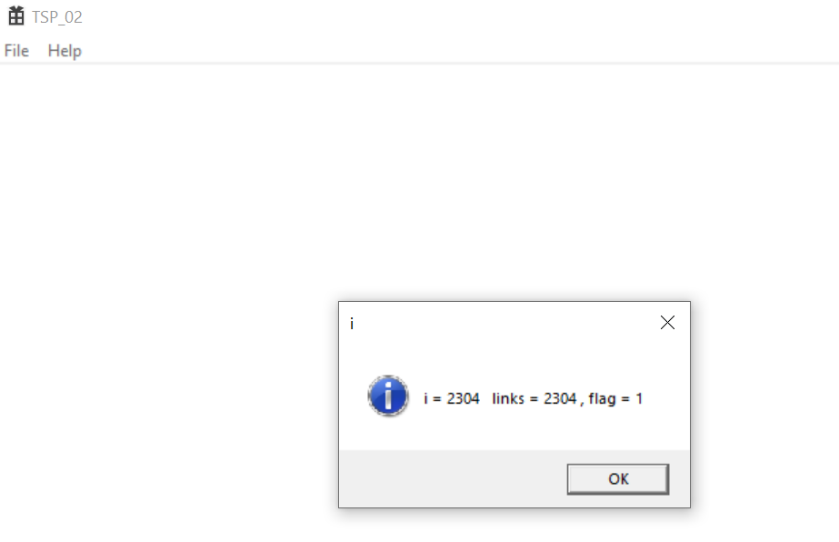 TSP_02
File Help
i
i = 2304 links = 2304 , flag = 1
OK